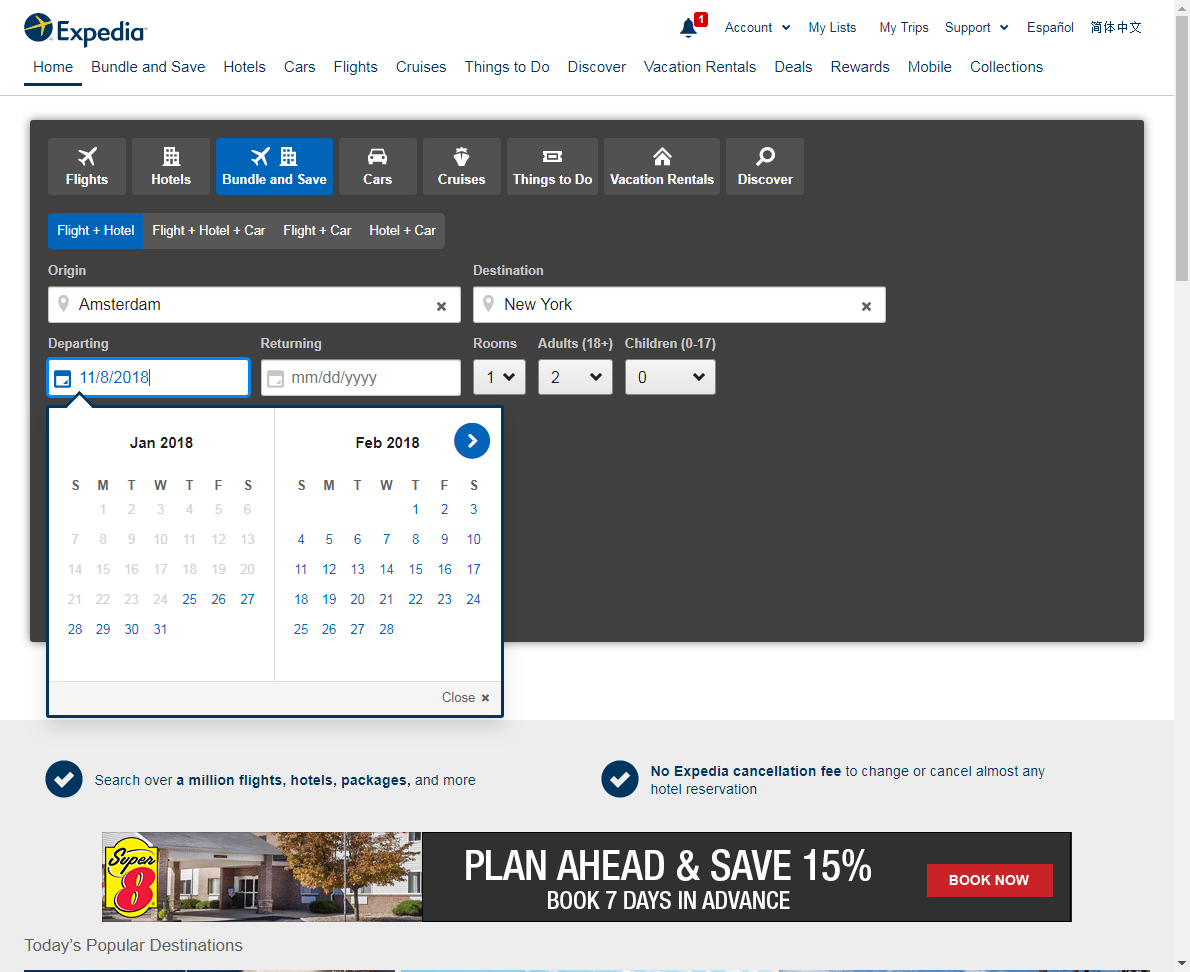 Expedia
1
Account
My Lists
My Trips
Support
Español
简体中文
Home
Bundle and Save
Hotels
Cars
Flights
Cruises
Things to Do
Discover
Vacation Rentals
Deals
Rewards
Mobile
Collections
Flights
Hotels
Bundle and Save
Cars
Cruises
Things to Do
Vacation Rentals
Discover
Flight + Hotel
Flight + Hotel + Car
Flight + Car
Hotel + Car
Origin
Destination
Amsterdam
New York
Departing
Returning
Rooms
Adults (18+)
Children (0-17)
11/8/2018
mm/dd/yyyy
1
2
0
Jan 2018
S M T W T F S
1 2 3 4 5 6
7 8 9 10 11 12 13
14 15 16 17 18 19 20
21 22 23 24 25 26 27
28 29 30 31
Feb 2018
S M T W T F S
1 2 3
4 5 6 7 8 9 10
11 12 13 14 15 16 17
18 19 20 21 22 23 24
25 26 27 28
Close
Search over a million flights, hotels, packages, and more
No Expedia cancellation fee to change or cancel almost any
hotel reservation
Super
8
PLAN AHEAD & SAVE 15%
BOOK 7 DAYS IN ADVANCE
BOOK NOW
Today's Popular Destinations